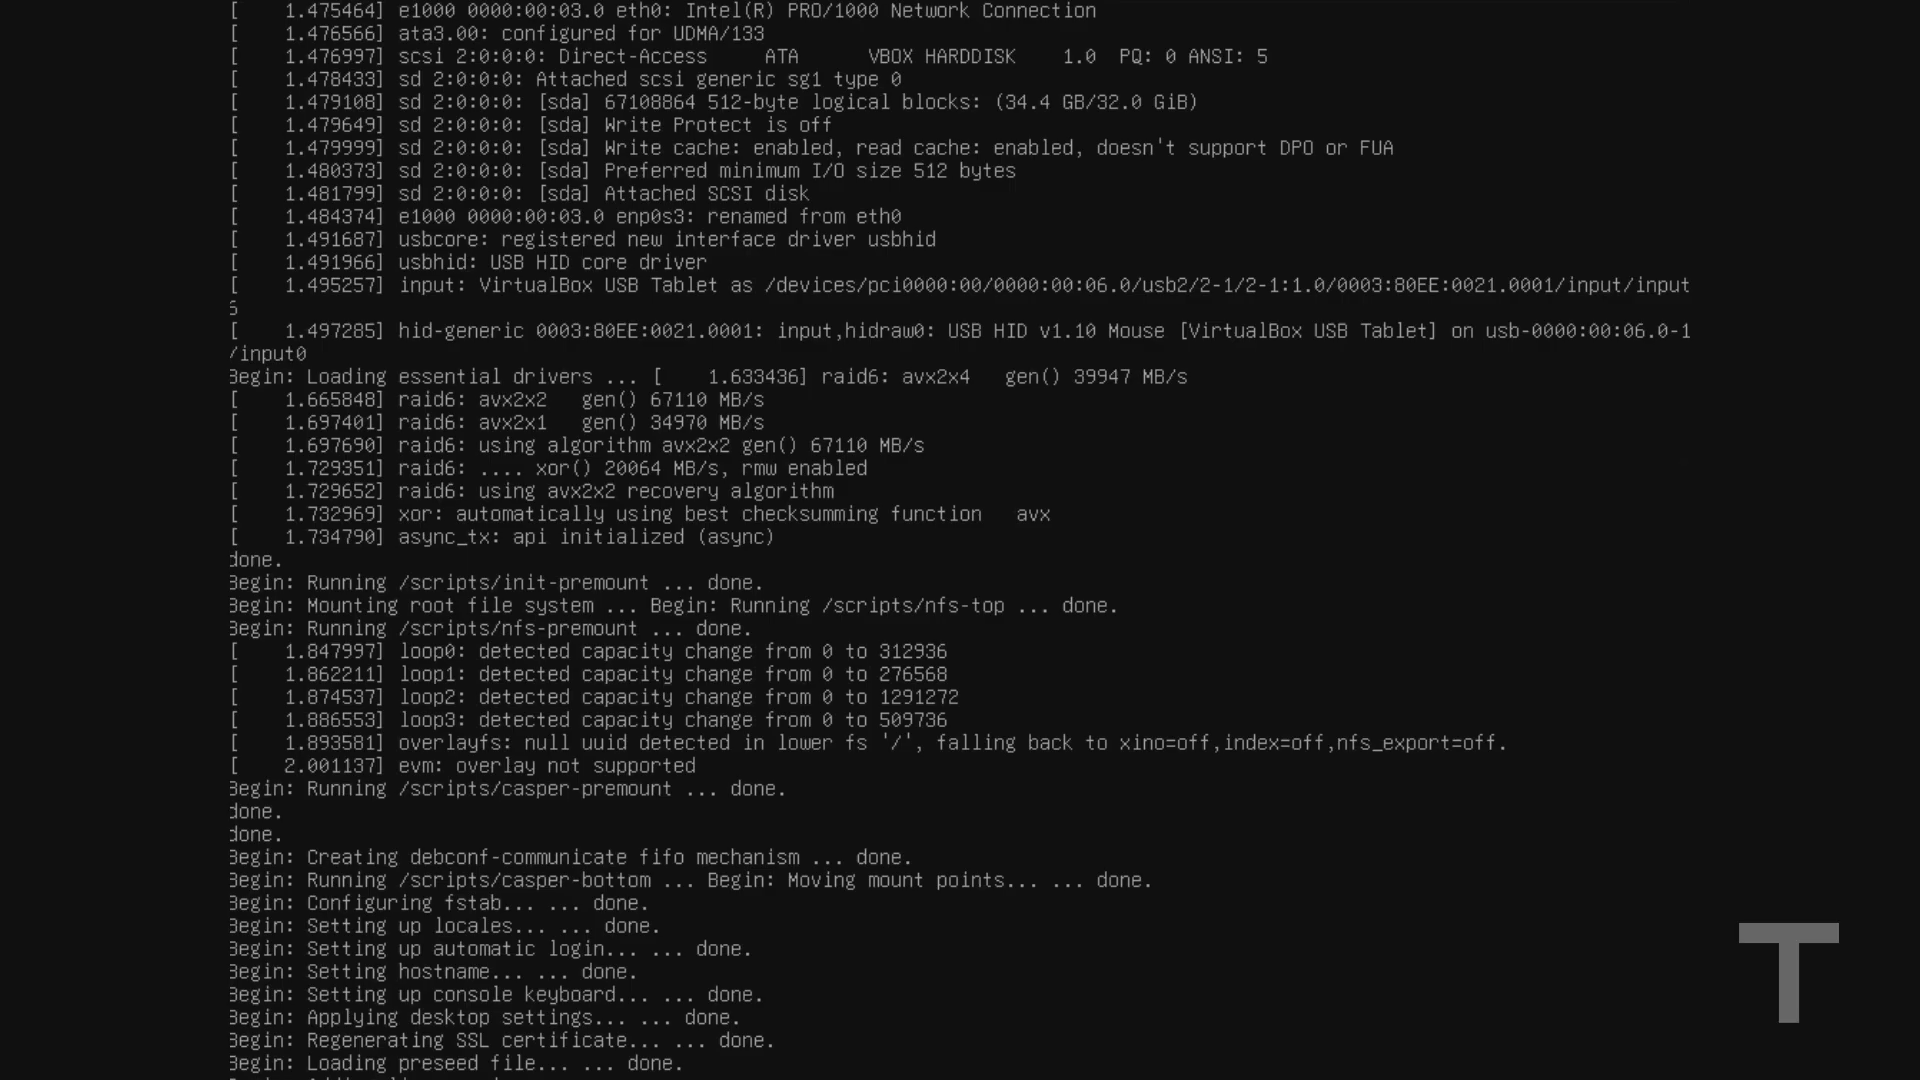 [    1.475464] e1000 0000:00:03.0 eth0: Intel(R) PRO/1000 Network Connection
[    1.476566] ata3.00: configured for UDMA/133
[    1.476997] scsi 2:0:0:0: Direct-Access     ATA      VBOX HARDDISK    1.0  PQ: 0 ANSI: 5
[    1.478433] sd 2:0:0:0: Attached scsi generic sg1 type 0
[    1.479108] sd 2:0:0:0: [sda] 67108864 512-byte logical blocks: (34.4 GB/32.0 GiB)
[    1.479649] sd 2:0:0:0: [sda] Write Protect is off
[    1.479999] sd 2:0:0:0: [sda] Write cache: enabled, read cache: enabled, doesn't support DPO or FUA
[    1.480373] sd 2:0:0:0: [sda] Preferred minimum I/O size 512 bytes
[    1.481799] sd 2:0:0:0: [sda] Attached SCSI disk
[    1.484374] e1000 0000:00:03.0 enp0s3: renamed from eth0
[    1.491687] usbcore: registered new interface driver usbhid
[    1.491966] usbhid: USB HID core driver
[    1.495257] input: VirtualBox USB Tablet as /devices/pci0000:00/0000:00:06.0/usb2/2-1/2-1:1.0/0003:80EE:0021.0001/input/input
6
[    1.497285] hid-generic 0003:80EE:0021.0001: input,hidraw0: USB HID v1.10 Mouse [VirtualBox USB Tablet] on usb-0000:00:06.0-1
/input0
Begin: Loading essential drivers ... [    1.633436] raid6: avx2x4   gen() 39947 MB/s
[    1.665848] raid6: avx2x2   gen() 67110 MB/s
[    1.697401] raid6: avx2x1   gen() 34970 MB/s
[    1.697690] raid6: using algorithm avx2x2 gen() 67110 MB/s
[    1.729351] raid6: .... xor() 20064 MB/s, rmw enabled
[    1.729652] raid6: using avx2x2 recovery algorithm
[    1.732969] xor: automatically using best checksumming function   avx
[    1.734790] async_tx: api initialized (async)
done.
Begin: Running /scripts/init-premount ... done.
Begin: Mounting root file system ... Begin: Running /scripts/nfs-top ... done.
Begin: Running /scripts/nfs-premount ... done.
[    1.847997] loop0: detected capacity change from 0 to 312936
[    1.862211] loop1: detected capacity change from 0 to 276568
[    1.874537] loop2: detected capacity change from 0 to 1291272
[    1.886553] loop3: detected capacity change from 0 to 509736
[    1.893581] overlayfs: null uuid detected in lower fs '/', falling back to xino=off,index=off,nfs_export=off.
[    2.001137] evm: overlay not supported
Begin: Running /scripts/casper-premount ... done.
done.
done.
Begin: Creating debconf-communicate fifo mechanism ... done.
Begin: Running /scripts/casper-bottom ... Begin: Moving mount points... ... done.
Begin: Configuring fstab... ... done.
Begin: Setting up locales... ... done.
Begin: Setting up automatic login... ... done.
Begin: Setting hostname... ... done.
Begin: Setting up console keyboard... ... done.
Begin: Applying desktop settings... ... done.
Begin: Regenerating SSL certificate... ... done.
Begin: Loading preseed file... ... done.
T